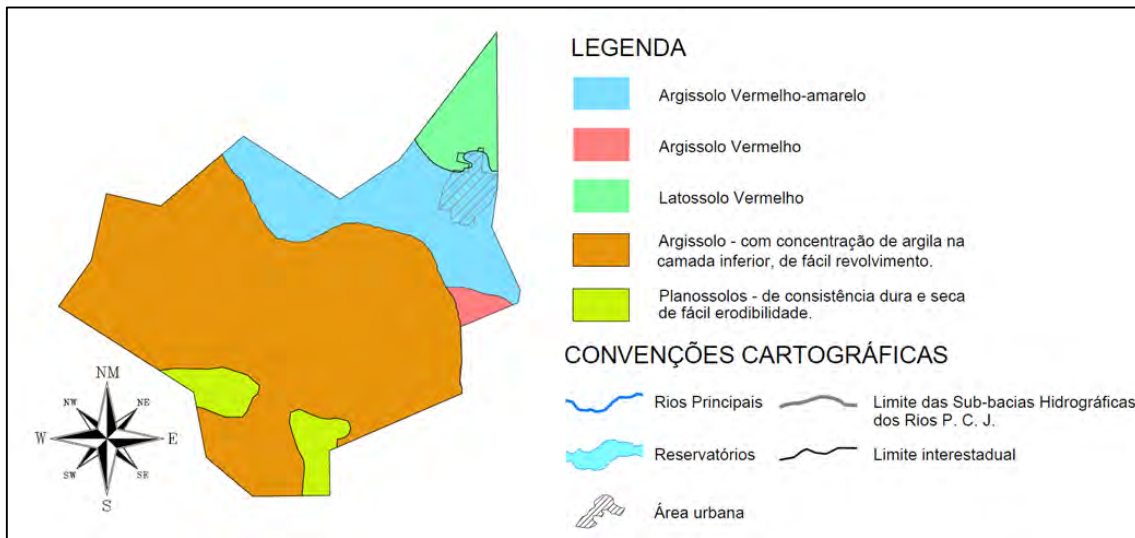 LEGENDA
Argissolo Vermelho-amarelo
Argissolo Vermelho
Latossolo Vermelho
Argissolo - com concentração de argila na
camada inferior, de fácil revolvimento.
Planossolos - de consistência dura e seca
de fácil erodibilidade.
CONVENÇÕES CARTOGRÁFICAS
Rios Principais
Limite das Sub-bacias Hidrográficas
dos Rios P. C. J.
Reservatórios
Limite interestadual
Área urbana
NM
NW
NE
W
E
SW
SE
S